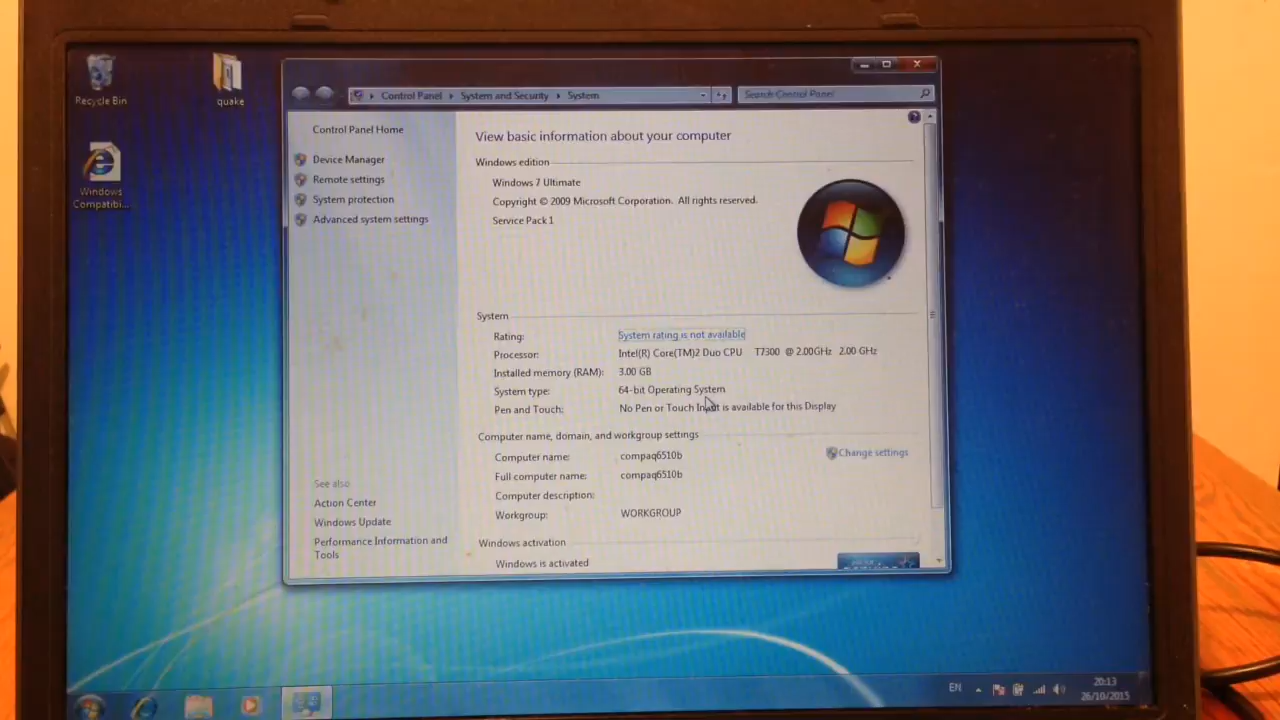 Recycle Bin
quake
Windows
Compatibi...
Control Panel
System and Security
System
Search Control Panel
Control Panel Home
Device Manager
Remote settings
System protection
Advanced system settings
See also
Action Center
Windows Update
Performance Information and
Tools
View basic information about your computer
Windows edition
Windows 7 Ultimate
Copyright © 2009 Microsoft Corporation. All rights reserved.
Service Pack 1
System
Rating: System rating is not available
Processor: Intel(R) Core(TM)2 Duo CPU T7300 @ 2.00GHz 2.00 GHz
Installed memory (RAM): 3.00 GB
System type: 64-bit Operating System
Pen and Touch: No Pen or Touch Input is available for this Display
Computer name, domain, and workgroup settings
Computer name: compaq6510b
Change settings
Full computer name: compaq6510b
Computer description:
Workgroup: WORKGROUP
Windows activation
Windows is activated
EN
20:13
26/10/2015